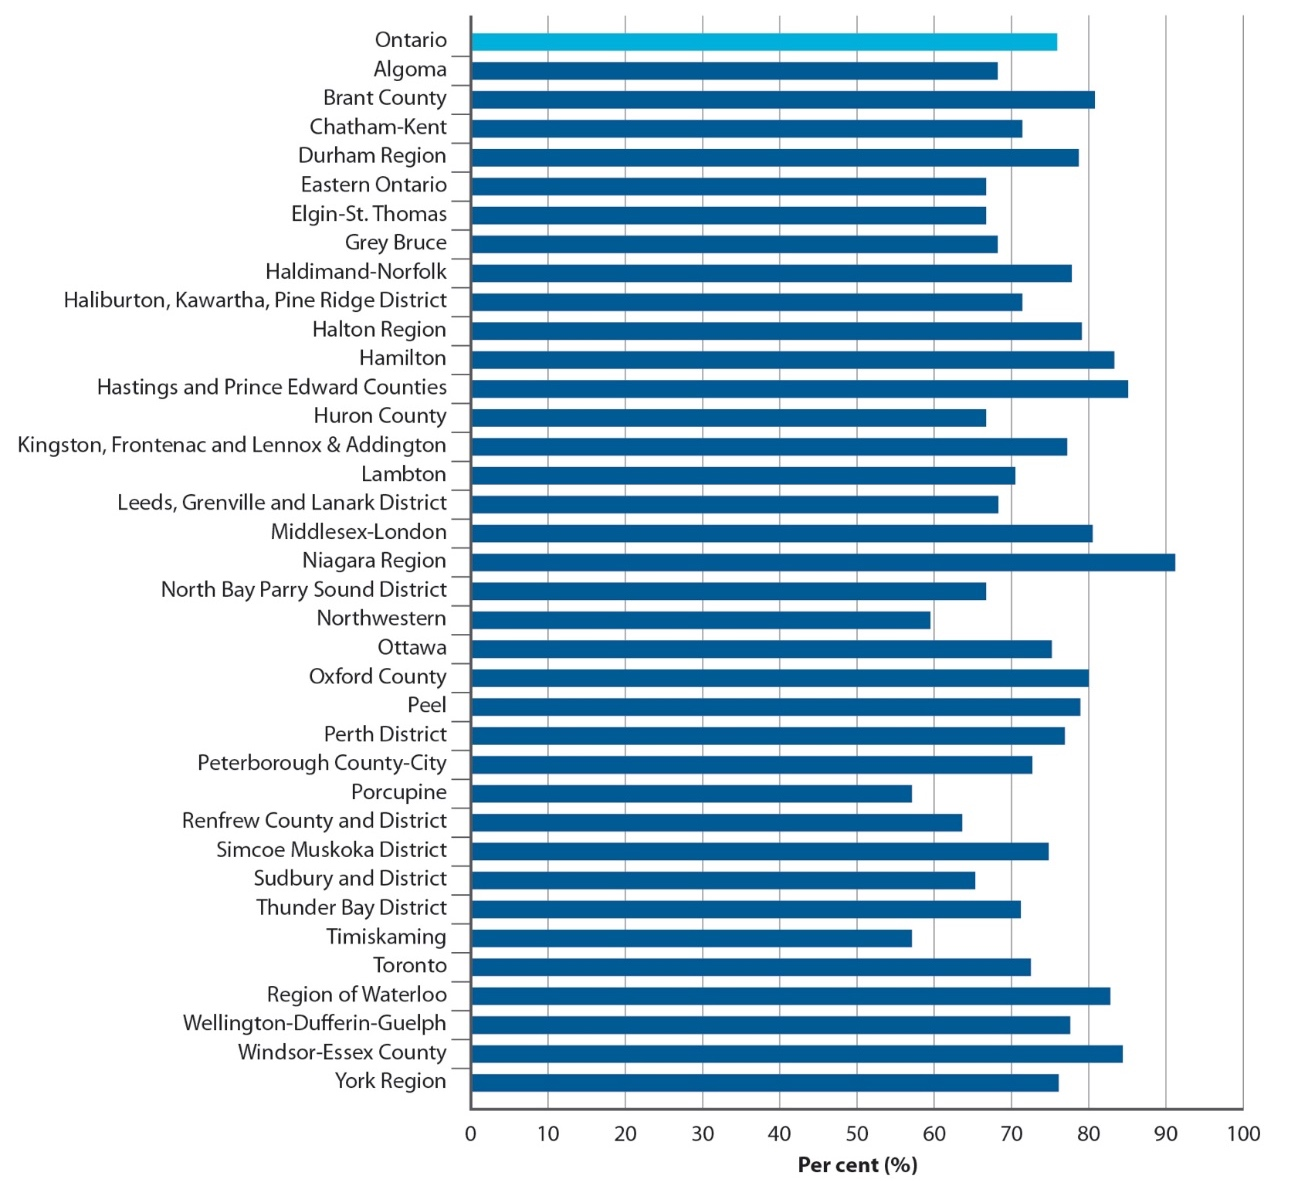 Ontario
Algoma
Brant County
Chatham-Kent
Durham Region
Eastern Ontario
Elgin-St. Thomas
Grey Bruce
Haldimand-Norfolk
Haliburton, Kawartha, Pine Ridge District
Halton Region
Hamilton
Hastings and Prince Edward Counties
Huron County
Kingston, Frontenac and Lennox & Addington
Lambton
Leeds, Grenville and Lanark District
Middlesex-London
Niagara Region
North Bay Parry Sound District
Northwestern
Ottawa
Oxford County
Peel
Perth District
Peterborough County-City
Porcupine
Renfrew County and District
Simcoe Muskoka District
Sudbury and District
Thunder Bay District
Timiskaming
Toronto
Region of Waterloo
Wellington-Dufferin-Guelph
Windsor-Essex County
York Region
0 10 20 30 40 50 60 70 80 90 100
Per cent (%)